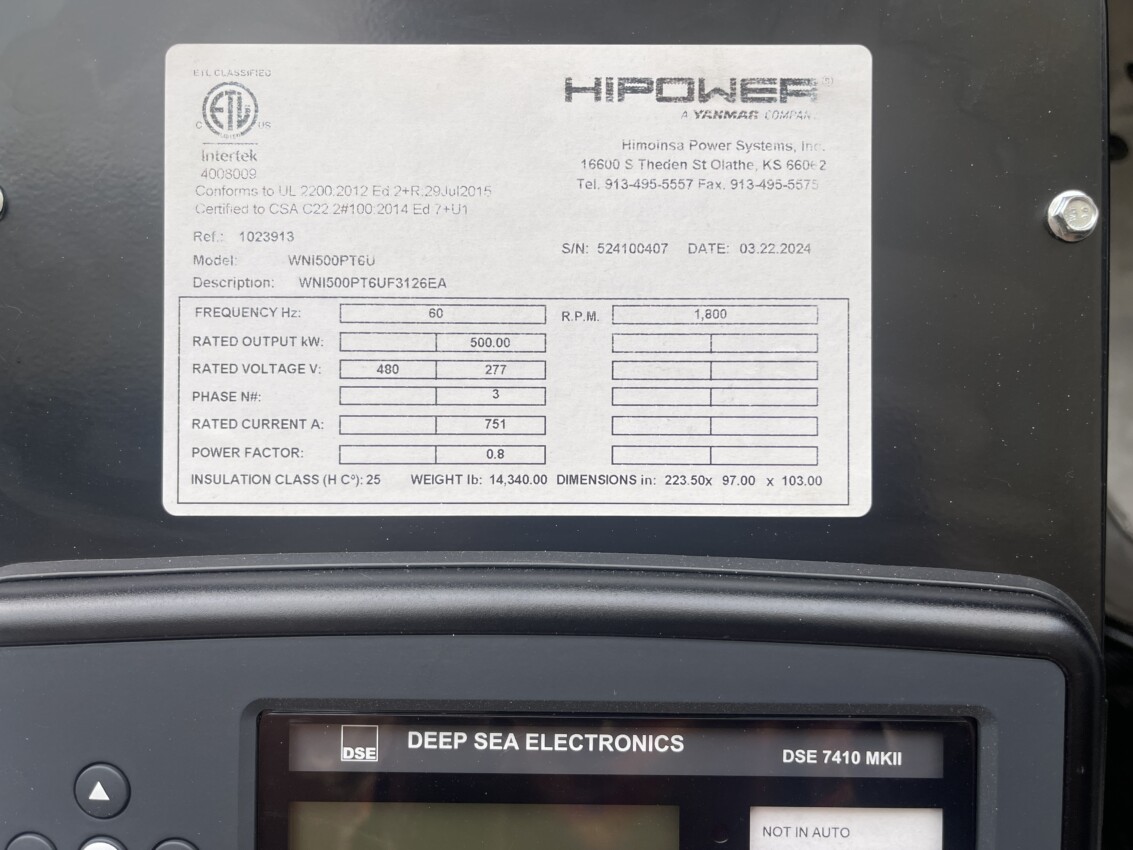 ETL CLASSIFIED
ETL
C US
LISTED
Intertek
4008009
Conforms to UL 2200:2012 Ed 2+R:29Jul2015
Certified to CSA C22.2#100:2014 Ed 7+U1
HIPOWER®
A YANMAR COMPANY
Himoinsa Power Systems, Inc.
16600 S Theden St Olathe, KS 66062
Tel. 913-495-5557 Fax. 913-495-5575
Ref.: 1023913
S/N: 524100407 DATE: 03.22.2024
Model: WNI500PT6U
Description: WNI500PT6UF3126EA
FREQUENCY Hz: 60 R.P.M. 1,800
RATED OUTPUT kW: 500.00
RATED VOLTAGE V: 480 277
PHASE N#: 3
RATED CURRENT A: 751
POWER FACTOR: 0.8
INSULATION CLASS (H Cº): 25 WEIGHT lb: 14,340.00 DIMENSIONS in: 223.50x 97.00 x 103.00
DSE DEEP SEA ELECTRONICS
DSE 7410 MKII
NOT IN AUTO